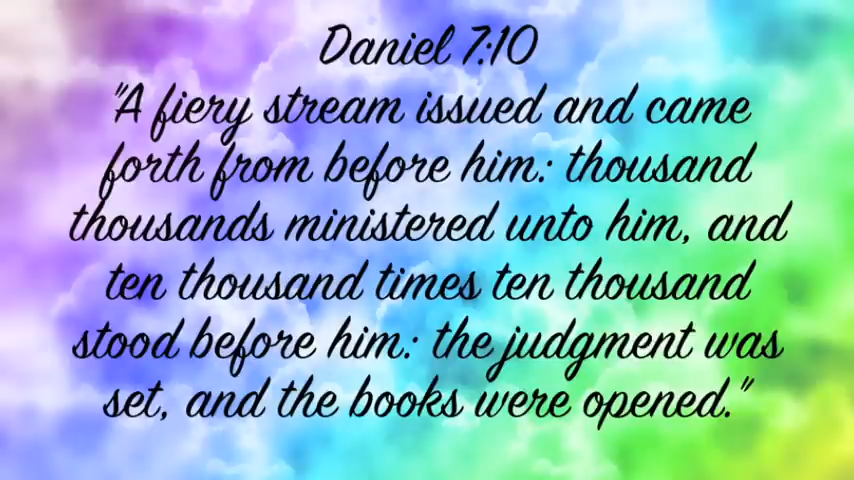 Daniel 7:10
"A fiery stream issued and came
forth from before him: thousand
thousands ministered unto him, and
ten thousand times ten thousand
stood before him: the judgment was
set, and the books were opened."